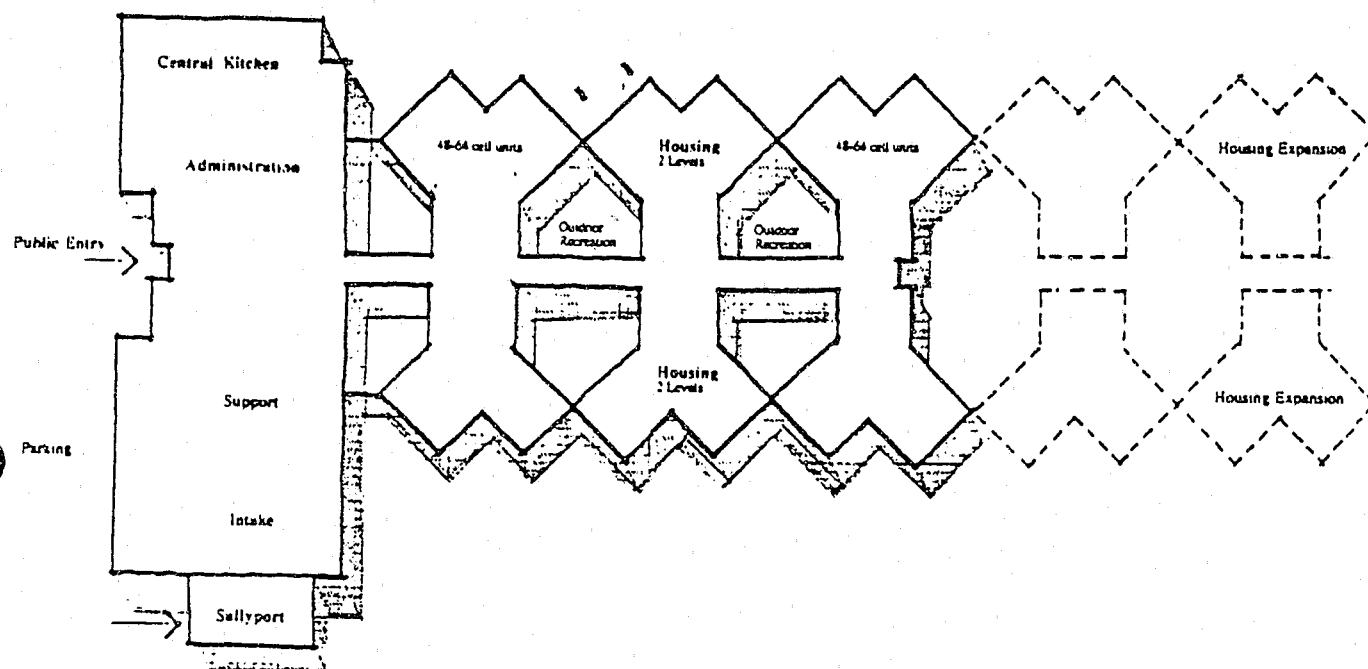 Central Kitchen
Administration
Public Entry
Support
Parking
Intake
Sallyport
48-64 cell units
Housing
2 Levels
48-64 cell units
Housing Expansion
Outdoor
Recreation
Outdoor
Recreation
Housing
2 Levels
Housing Expansion